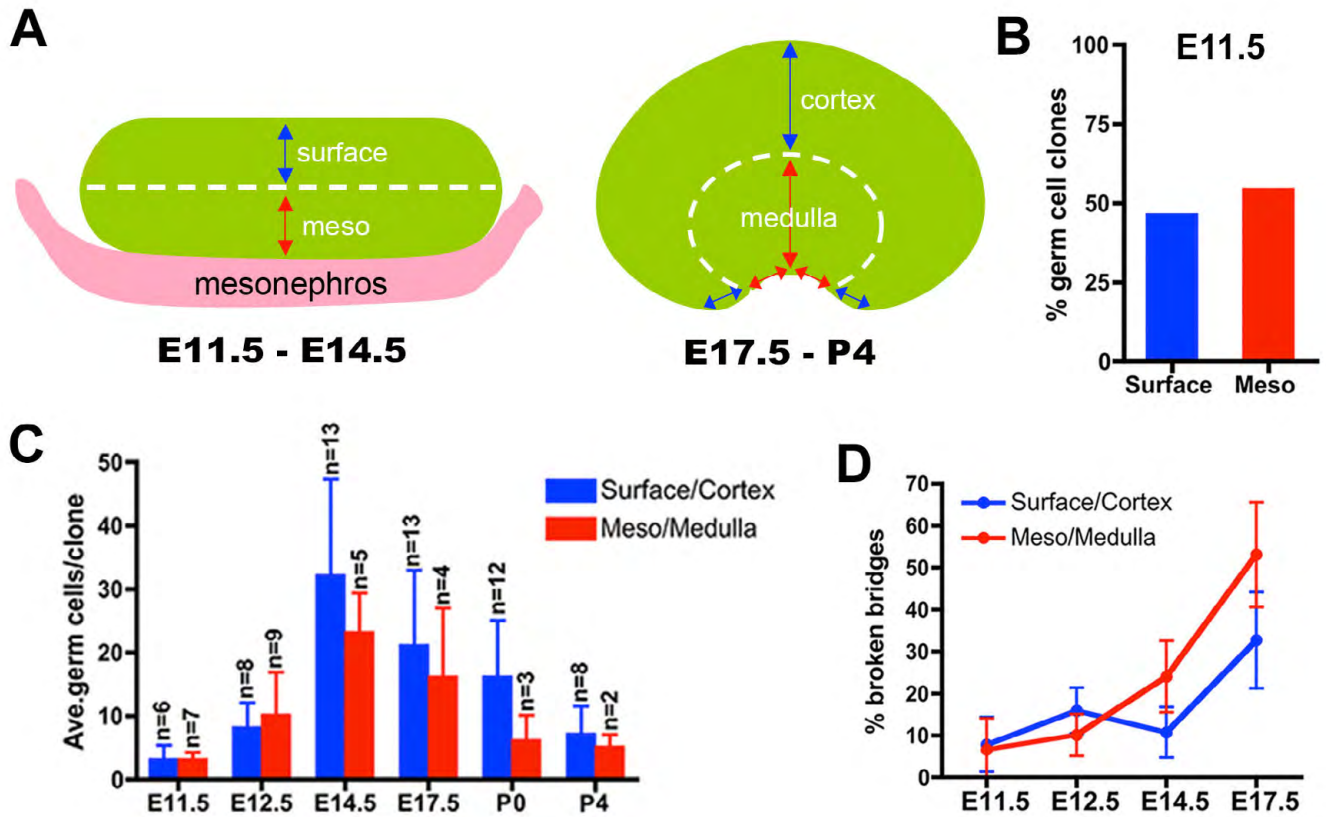 A
surface
meso
mesonephros
E11.5 - E14.5
cortex
medulla
E17.5 - P4
B
E11.5
% germ cell clones
100
75
50
25
0
Surface Meso
C
Ave.germ cells/clone
50
40
30
20
10
0
n=6
n=7
n=8
n=9
n=13
n=5
n=13
n=4
n=12
n=3
n=8
n=2
Surface/Cortex
Meso/Medulla
E11.5 E12.5 E14.5 E17.5 P0 P4
D
% broken bridges
70
60
50
40
30
20
10
0
Surface/Cortex
Meso/Medulla
E11.5 E12.5 E14.5 E17.5